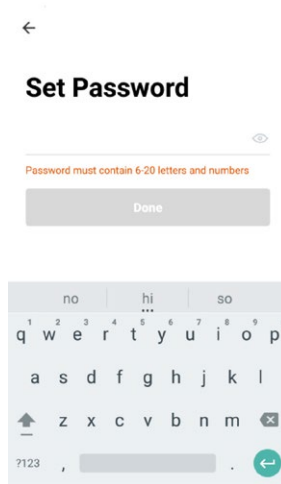 Set Password
Password must contain 6-20 letters and numbers
Done
no hi so
1 2 3 4 5 6 7 8 9
q w e r t y u i o p
a s d f g h j k l
z x c v b n m
?123 , .